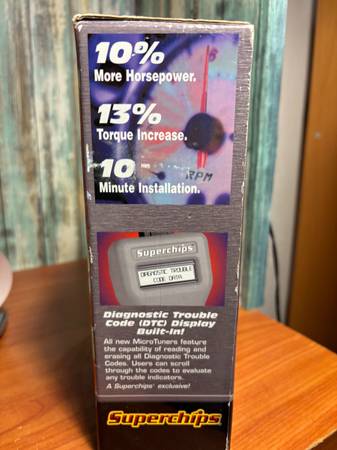 10%
More Horsepower.
13%
Torque Increase.
10
Minute Installation.
RPM
Superchips
DIAGNOSTIC TROUBLE
CODE DATA
Diagnostic Trouble
Code (DTC) Display
Built-in!
All new MicroTuners feature
the capability of reading and
erasing all Diagnostic Trouble
Codes. Users can scroll
through the codes to evaluate
any trouble indicators.
A Superchips® exclusive!
Superchips